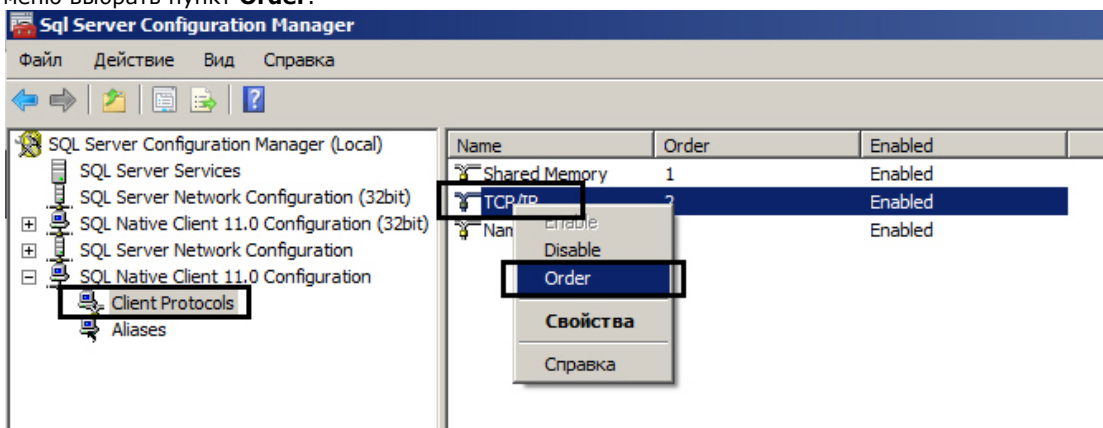 меню выбрать пункт Order.
Sql Server Configuration Manager
Файл Действие Вид Справка
SQL Server Configuration Manager (Local)
SQL Server Services
SQL Server Network Configuration (32bit)
SQL Native Client 11.0 Configuration (32bit)
SQL Server Network Configuration
SQL Native Client 11.0 Configuration
Client Protocols
Aliases
Name Order Enabled
Shared Memory 1 Enabled
TCP/IP 2 Enabled
Nam Enabled
Enable
Disable
Order
Свойства
Справка